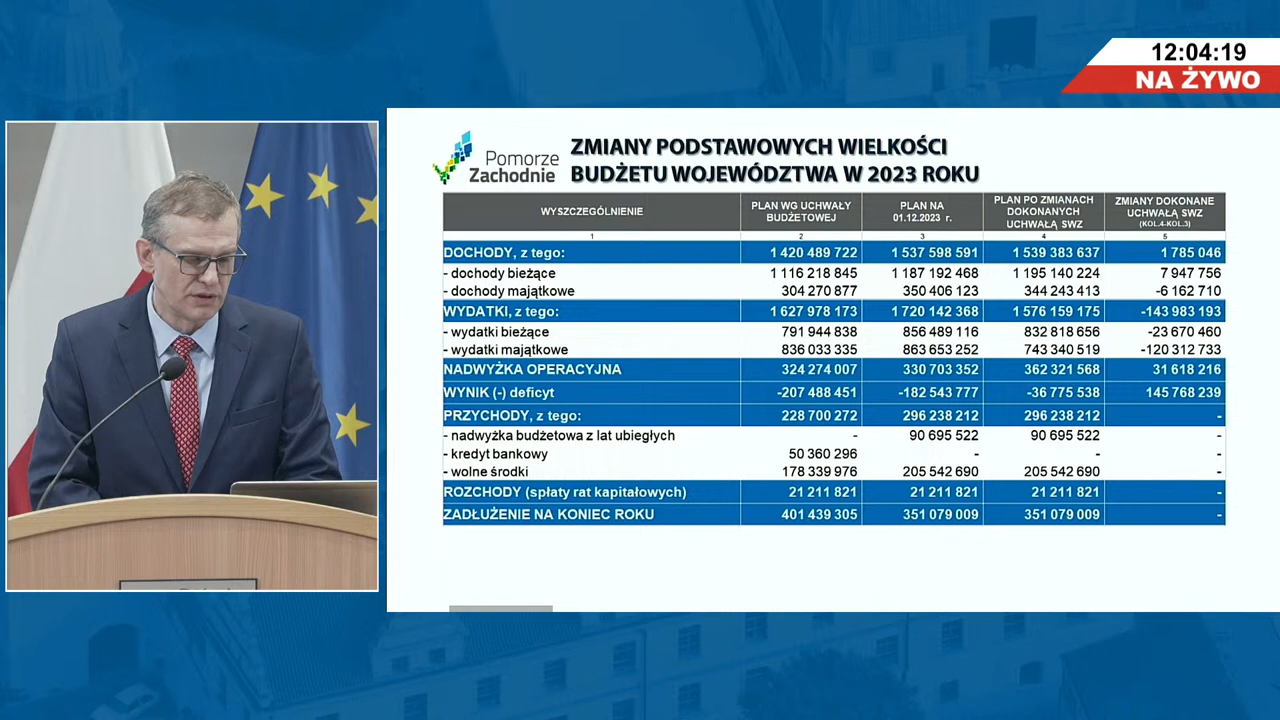 12:04:19
NA ŻYWO
Pomorze
Zachodnie
ZMIANY PODSTAWOWYCH WIELKOŚCI
BUDŻETU WOJEWÓDZTWA W 2023 ROKU
WYSZCZEGÓLNIENIE
PLAN WG UCHWAŁY
BUDŻETOWEJ
PLAN NA
01.12.2023 r.
PLAN PO ZMIANACH
DOKONANYCH
UCHWAŁĄ SWZ
ZMIANY DOKONANE
UCHWAŁĄ SWZ
(KOL.4-KOL.3)
1 2 3 4 5
DOCHODY, z tego: 1 420 489 722 1 537 598 591 1 539 383 637 1 785 046
- dochody bieżące 1 116 218 845 1 187 192 468 1 195 140 224 7 947 756
- dochody majątkowe 304 270 877 350 406 123 344 243 413 -6 162 710
WYDATKI, z tego: 1 627 978 173 1 720 142 368 1 576 159 175 -143 983 193
- wydatki bieżące 791 944 838 856 489 116 832 818 656 -23 670 460
- wydatki majątkowe 836 033 335 863 653 252 743 340 519 -120 312 733
NADWYŻKA OPERACYJNA 324 274 007 330 703 352 362 321 568 31 618 216
WYNIK (-) deficyt -207 488 451 -182 543 777 -36 775 538 145 768 239
PRZYCHODY, z tego: 228 700 272 296 238 212 296 238 212 -
- nadwyżka budżetowa z lat ubiegłych - 90 695 522 90 695 522 -
- kredyt bankowy 50 360 296 - - -
- wolne środki 178 339 976 205 542 690 205 542 690 -
ROZCHODY (spłaty rat kapitałowych) 21 211 821 21 211 821 21 211 821 -
ZADŁUŻENIE NA KONIEC ROKU 401 439 305 351 079 009 351 079 009 -